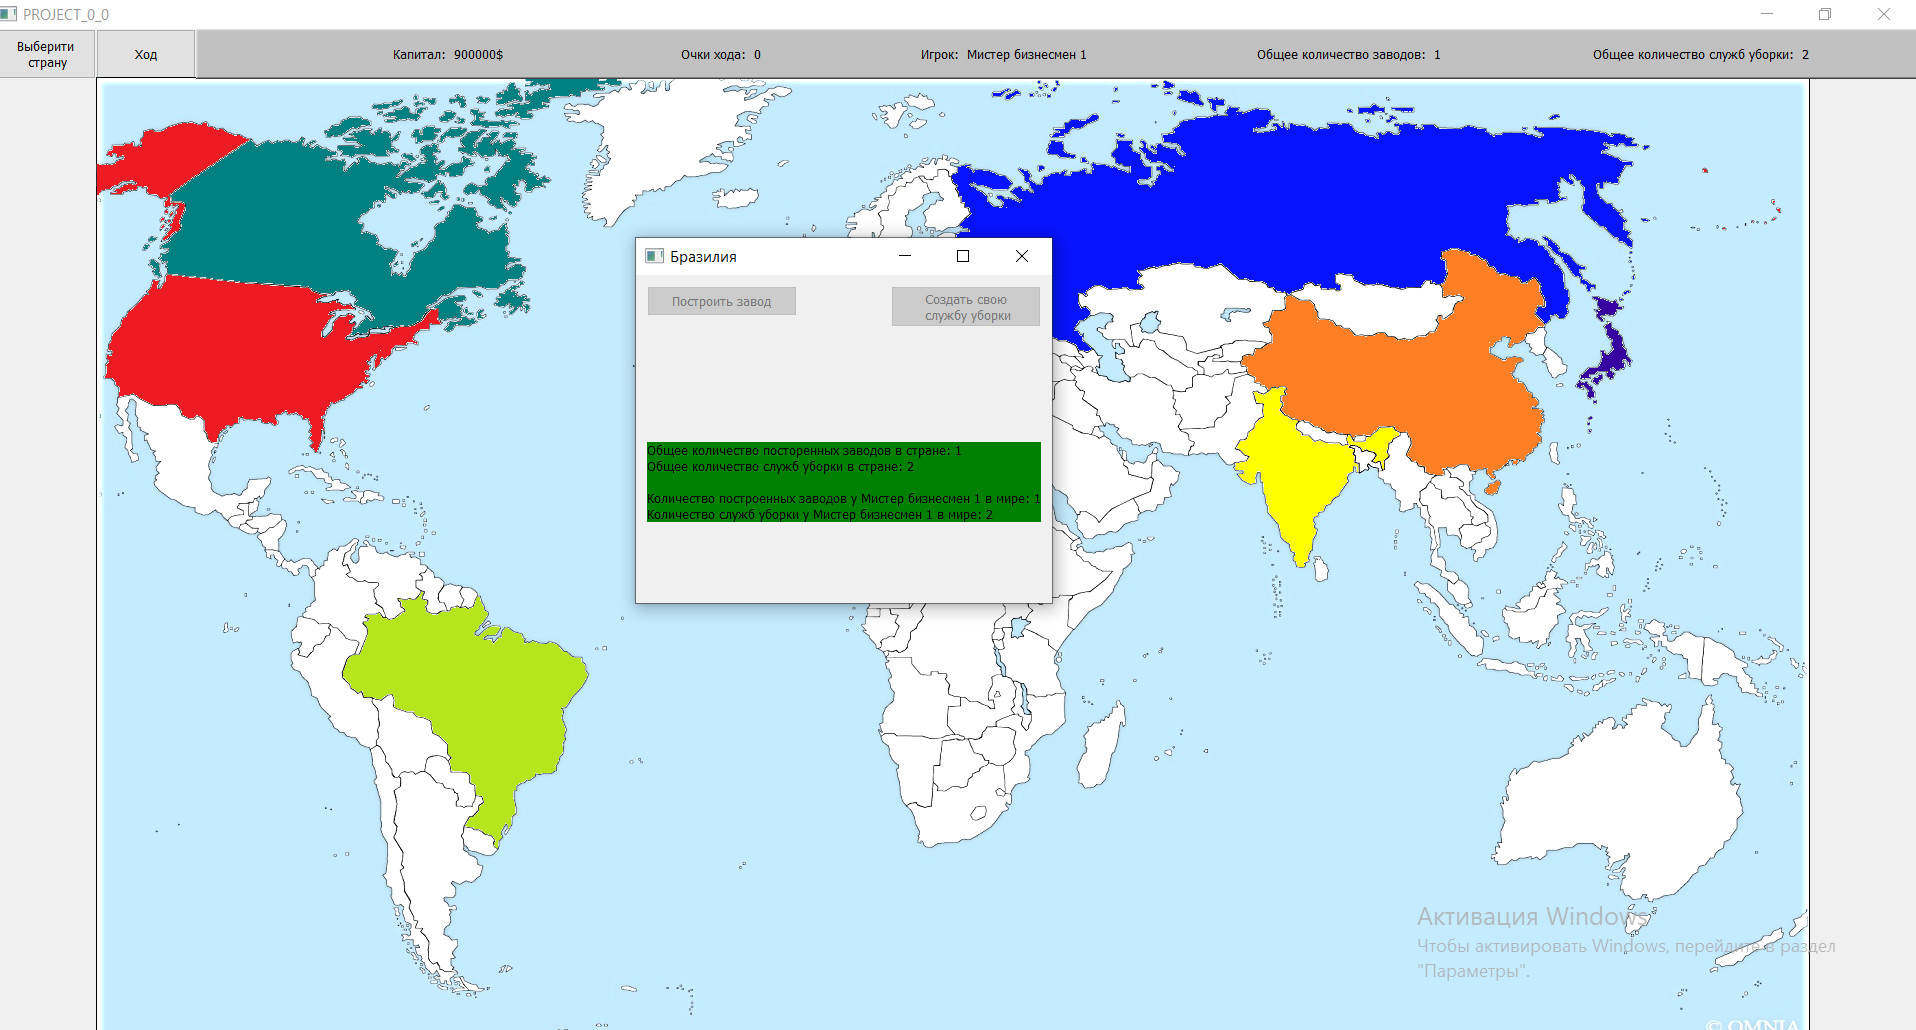 PROJECT_0_0
Выберити
страну
Ход
Капитал: 900000$
Очки хода: 0
Игрок: Мистер бизнесмен 1
Общее количество заводов: 1
Общее количество служб уборки: 2
Бразилия
Построить завод
Создать свою
службу уборки
Общее количество посторенных заводов в стране: 1
Общее количество служб уборки в стране: 2
Количество построенных заводов у Мистер бизнесмен 1 в мире: 1
Количество служб уборки у Мистер бизнесмен 1 в мире: 2
Активация Windows
Чтобы активировать Windows, перейдите в раздел
"Параметры".
© OMNIA